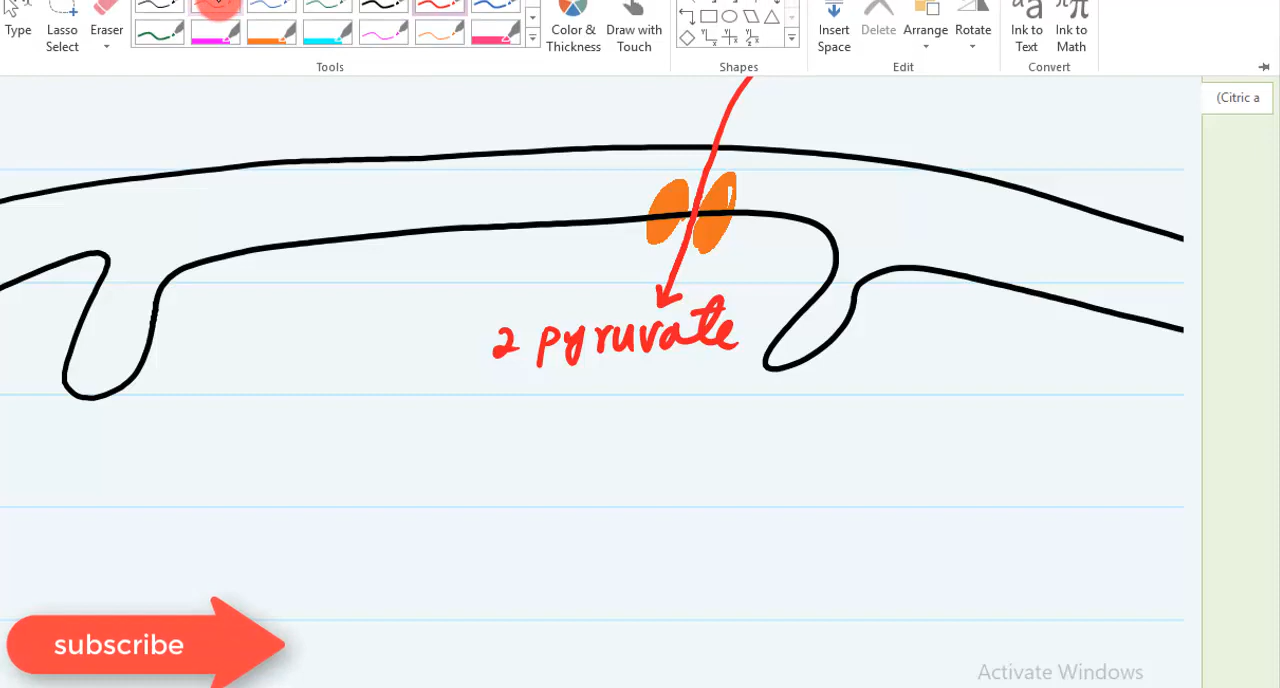 Type
Lasso
Select
Eraser
Color &
Thickness
Draw with
Touch
Insert
Space
Delete
Arrange
Rotate
Ink to
Text
Ink to
Math
Tools
Shapes
Edit
Convert
(Citric a
2 pyruvate
subscribe
Activate Windows